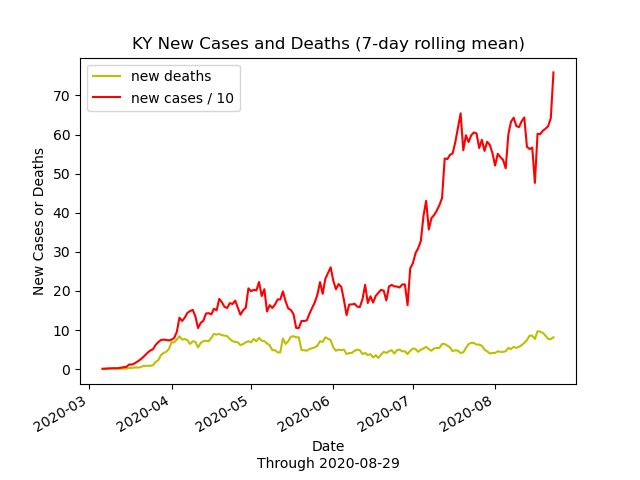 KY New Cases and Deaths (7-day rolling mean)
new deaths
new cases / 10
70
60
50
40
30
20
10
0
New Cases or Deaths
2020-03
2020-04
2020-05
2020-06
2020-07
2020-08
Date
Through 2020-08-29